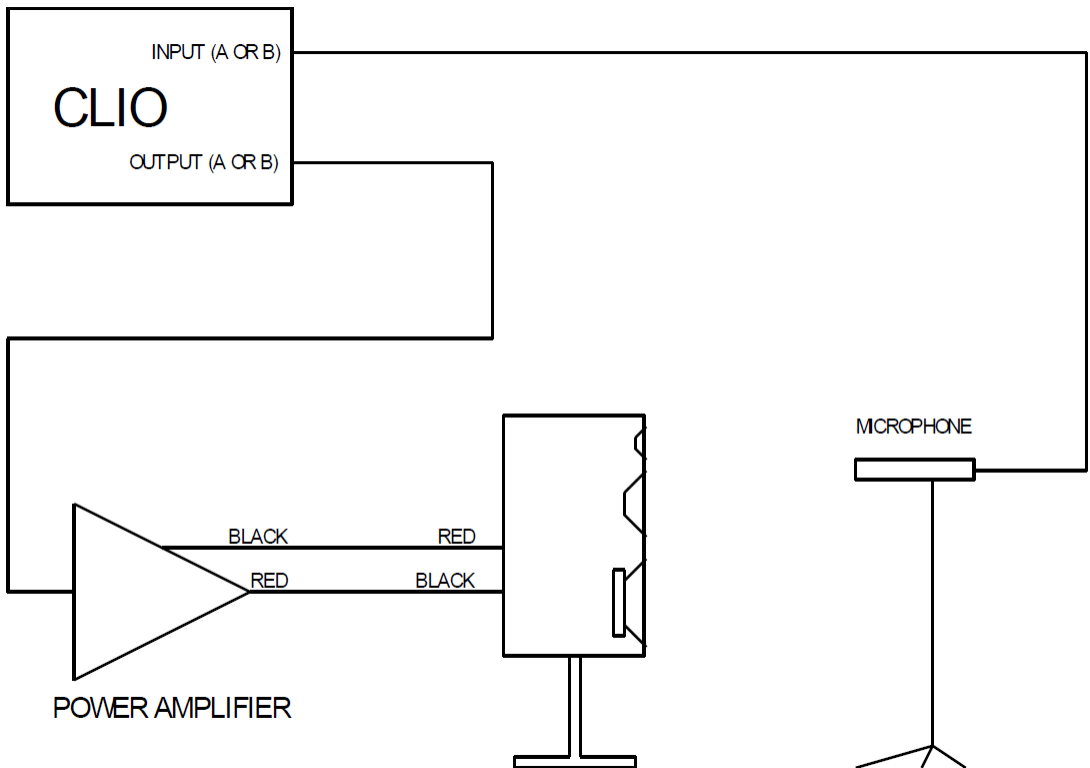 INPUT (A OR B)
CLIO
OUTPUT (A OR B)
MICROPHONE
BLACK RED
RED BLACK
POWER AMPLIFIER